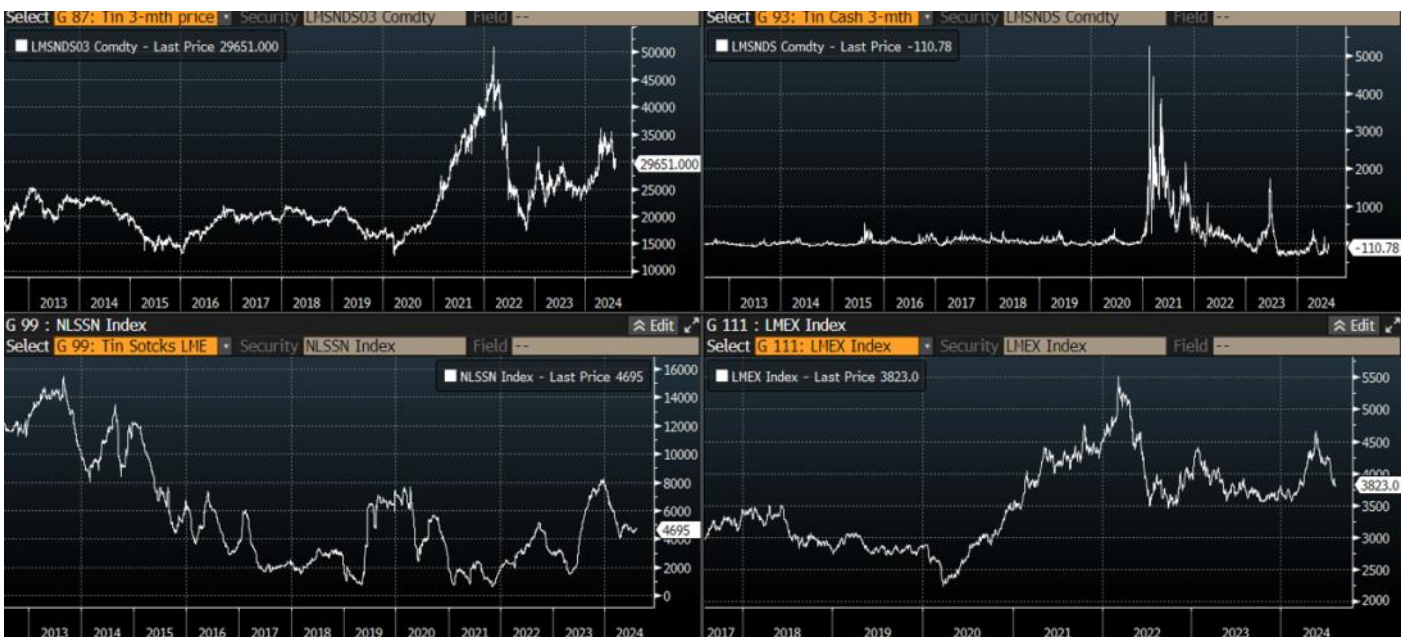 Select G 87: Tin 3-mth price Security LMSNDS03 Comdty Field --
LMSNDS03 Comdty - Last Price 29651.000
50000
45000
40000
35000
29651.000
25000
20000
15000
10000
2013 2014 2015 2016 2017 2018 2019 2020 2021 2022 2023 2024
Select G 93: Tin Cash 3-mth Security LMSNDS Comdty Field --
LMSNDS Comdty - Last Price -110.78
5000
4000
3000
2000
1000
-110.78
2013 2014 2015 2016 2017 2018 2019 2020 2021 2022 2023 2024
G 99 : NLSSN Index Edit
Select G 99: Tin Sotcks LME Security NLSSN Index Field --
NLSSN Index - Last Price 4695
16000
14000
12000
10000
8000
6000
4695
4000
2000
0
2013 2014 2015 2016 2017 2018 2019 2020 2021 2022 2023 2024
G 111 : LMEX Index Edit
Select G 111: LMEX Index Security LMEX Index Field --
LMEX Index - Last Price 3823.0
5500
5000
4500
4000
3823.0
3500
3000
2500
2000
2017 2018 2019 2020 2021 2022 2023 2024